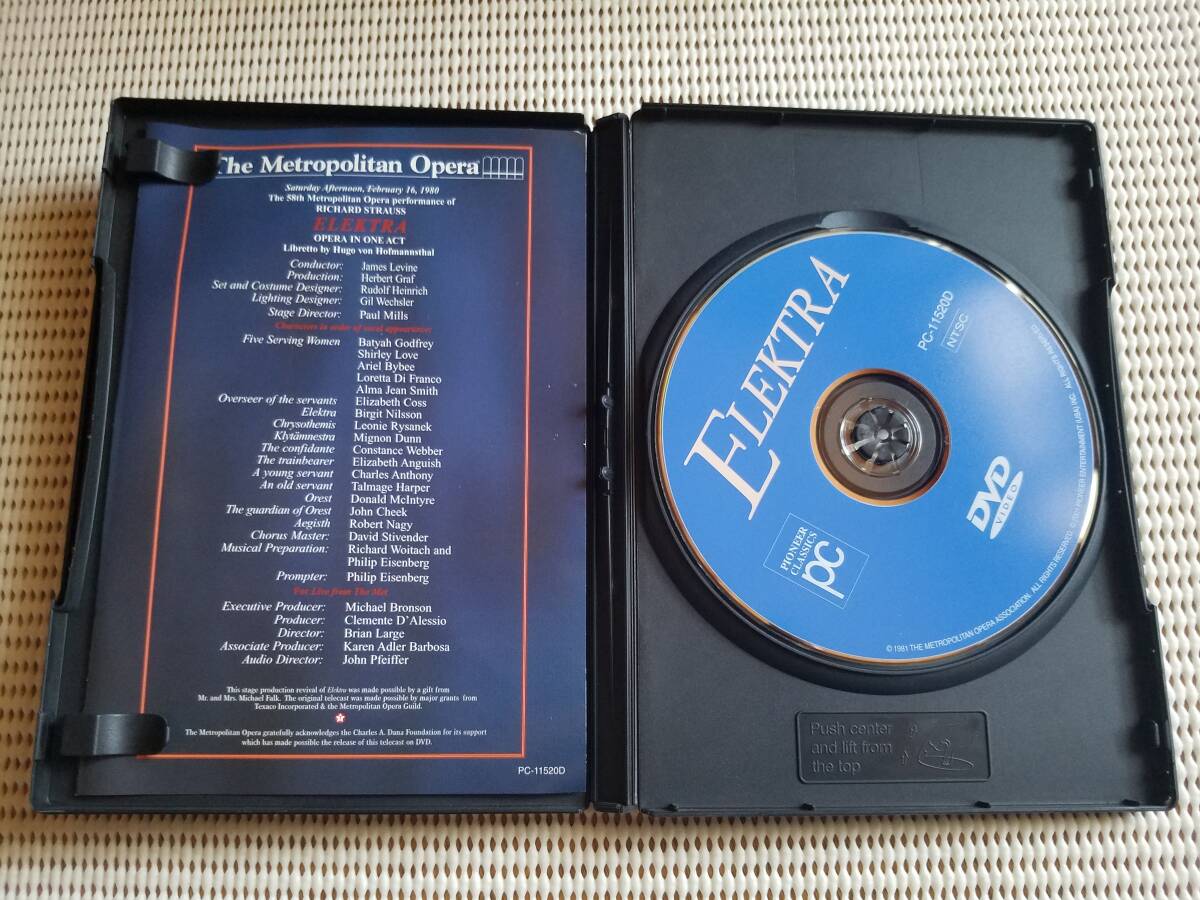 The Metropolitan Opera
Saturday Afternoon, February 16, 1980
The 58th Metropolitan Opera performance of
RICHARD STRAUSS
ELEKTRA
OPERA IN ONE ACT
Libretto by Hugo von Hofmannsthal
Conductor: James Levine
Production: Herbert Graf
Set and Costume Designer: Rudolf Heinrich
Lighting Designer: Gil Wechsler
Stage Director: Paul Mills
Characters in order of vocal appearance:
Five Serving Women Batyah Godfrey
Shirley Love
Ariel Bybee
Loretta Di Franco
Alma Jean Smith
Overseer of the servants Elizabeth Coss
Elektra Birgit Nilsson
Chrysothemis Leonie Rysanek
Klytämnestra Mignon Dunn
The confidante Constance Webber
The trainbearer Elizabeth Anguish
A young servant Charles Anthony
An old servant Talmage Harper
Orest Donald McIntyre
The guardian of Orest John Cheek
Aegisth Robert Nagy
Chorus Master: David Stivender
Musical Preparation: Richard Woitach and
Philip Eisenberg
Prompter: Philip Eisenberg
For Live from The Met
Executive Producer: Michael Bronson
Producer: Clemente D'Alessio
Director: Brian Large
Associate Producer: Karen Adler Barbosa
Audio Director: John Pfeiffer
This stage production revival of Elektra was made possible by a gift from
Mr. and Mrs. Michael Falk. The original telecast was made possible by major grants from
Texaco Incorporated & the Metropolitan Opera Guild.
The Metropolitan Opera gratefully acknowledges the Charles A. Dana Foundation for its support
which has made possible the release of this telecast on DVD.
PC-11520D
ELEKTRA
PC-11520D
NTSC
DVD
VIDEO
PIONEER
CLASSICS
pc
© 1981 THE METROPOLITAN OPERA ASSOCIATION. ALL RIGHTS RESERVED. PIONEER ENTERTAINMENT (USA) INC. ALL RIGHTS RESERVED.
Push center
and lift from
the top